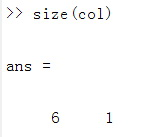 >> size(col)
ans =
6 1